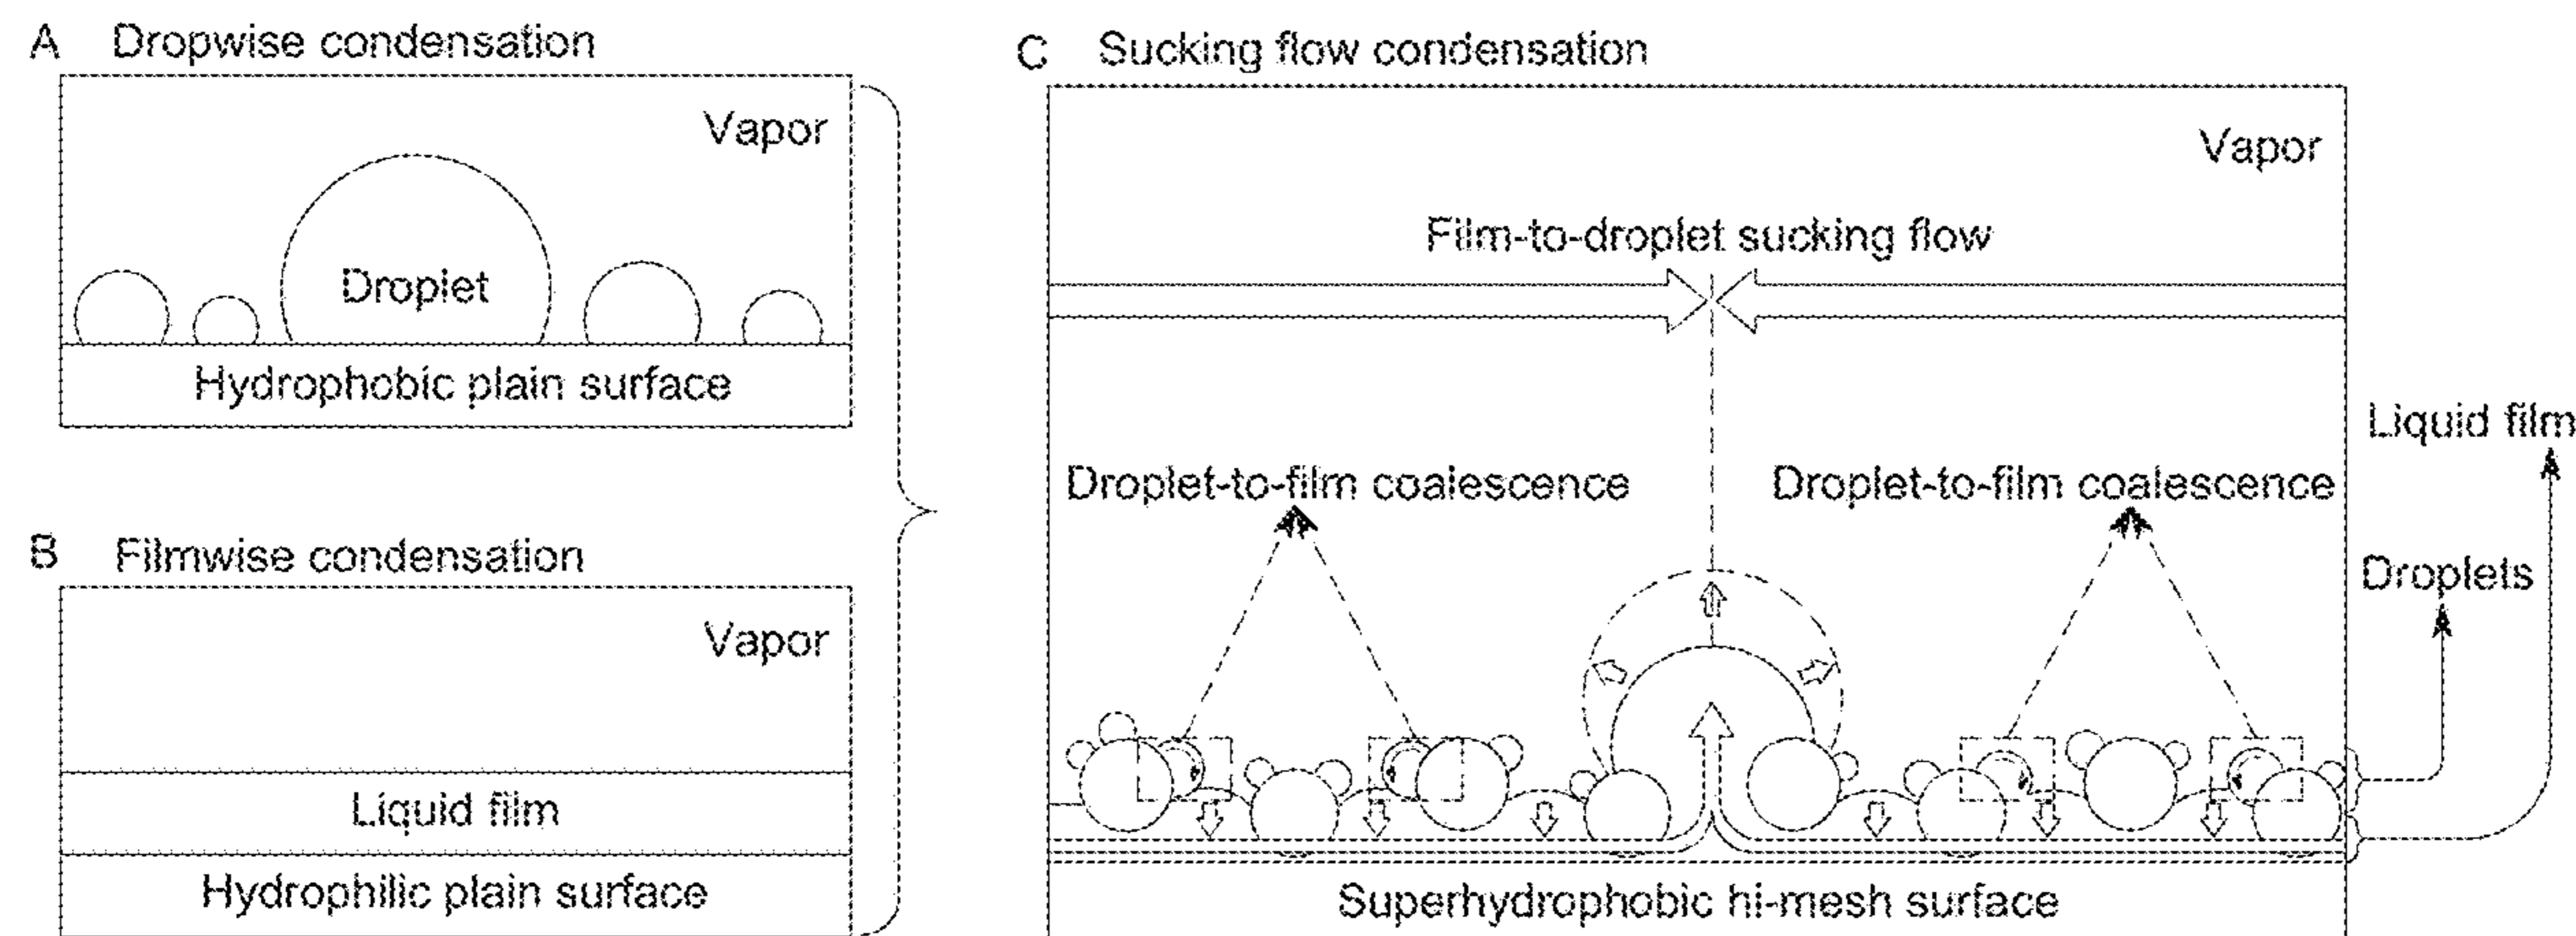 A Dropwise condensation
Vapor
Droplet
Hydrophobic plain surface
B Filmwise condensation
Vapor
Liquid film
Hydrophilic plain surface
C Sucking flow condensation
Vapor
Film-to-droplet sucking flow
Droplet-to-film coalescence
Droplet-to-film coalescence
Superhydrophobic hi-mesh surface
Liquid film
Droplets